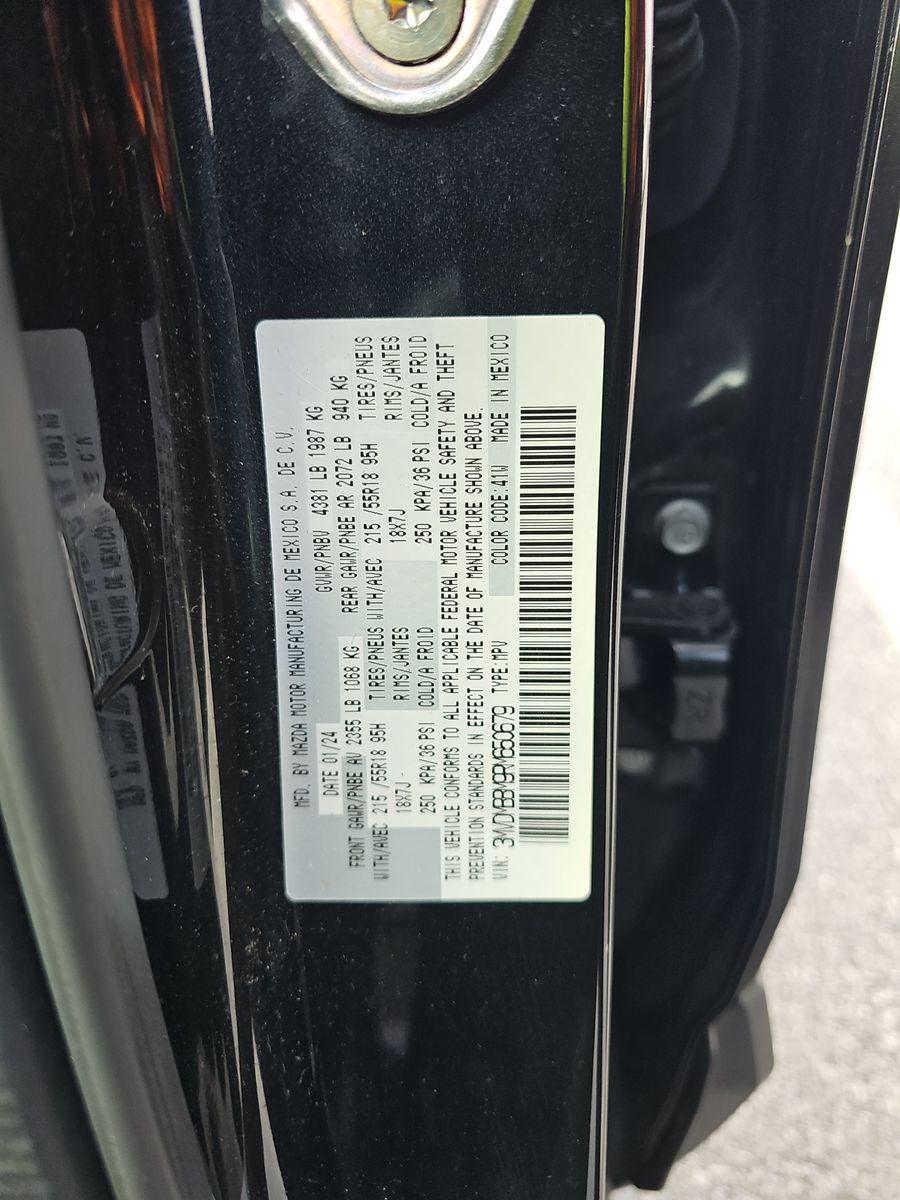 MFD. BY MAZDA MOTOR MANUFACTURING DE MEXICO S.A. DE C.V.
DATE 01/24 GVWR/PNBV 4381 LB 1987 KG
FRONT GAWR/PNBE AV 2355 LB 1068 KG REAR GAWR/PNBE AR 2072 LB 940 KG
WITH/AVEC 215 /55R18 95H TIRES/PNEUS WITH/AVEC 215 /55R18 95H TIRES/PNEUS
18X7J RIMS/JANTES 18X7J RIMS/JANTES
250 KPA/36 PSI COLD/A FROID 250 KPA/36 PSI COLD/A FROID
THIS VEHICLE CONFORMS TO ALL APPLICABLE FEDERAL MOTOR VEHICLE SAFETY AND THEFT
PREVENTION STANDARDS IN EFFECT ON THE DATE OF MANUFACTURE SHOWN ABOVE.
VIN: 3MVDMBBM9RM650679 TYPE:MPV COLOR CODE:41W MADE IN MEXICO
ZR